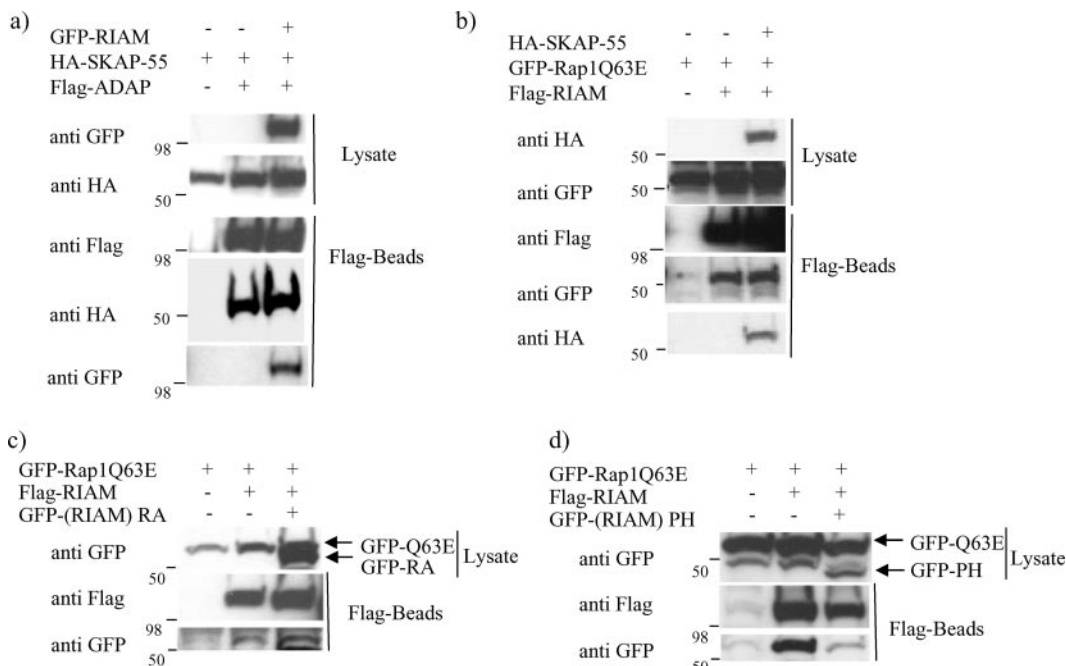 a)
GFP-RIAM - - +
HA-SKAP-55 + + +
Flag-ADAP - + +
anti GFP
98
anti HA
50
Lysate
anti Flag
anti HA
50
anti GFP
98
Flag-Beads
b)
HA-SKAP-55 - - +
GFP-Rap1Q63E + + +
Flag-RIAM - + +
anti HA
50
anti GFP
50
Lysate
anti Flag
98
anti GFP
50
anti HA
50
Flag-Beads
c)
GFP-Rap1Q63E + + +
Flag-RIAM - + +
GFP-(RIAM) RA - - +
anti GFP
50
GFP-Q63E
GFP-RA
Lysate
anti Flag
98
anti GFP
50
Flag-Beads
d)
GFP-Rap1Q63E + + +
Flag-RIAM - + +
GFP-(RIAM) PH - - +
anti GFP
50
GFP-Q63E
GFP-PH
Lysate
anti Flag
98
anti GFP
50
Flag-Beads